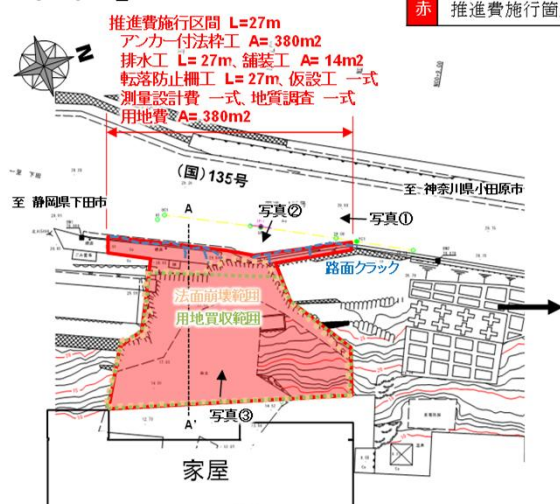 赤 推進費施行箇
推進費施行区間 L=27m
アンカー付法枠工 A= 380m2
排水工 L= 27m、舗装工 A= 14m2
転落防止柵工 L= 27m、仮設工 一式
測量設計費 一式、地質調査 一式
用地費 A= 380m2
N
(国)135号
至 神奈川県小田原市
至 静岡県下田市
A
写真②
写真①
路面クラック
法面崩壊範囲
用地買収範囲
写真③
A'
家屋